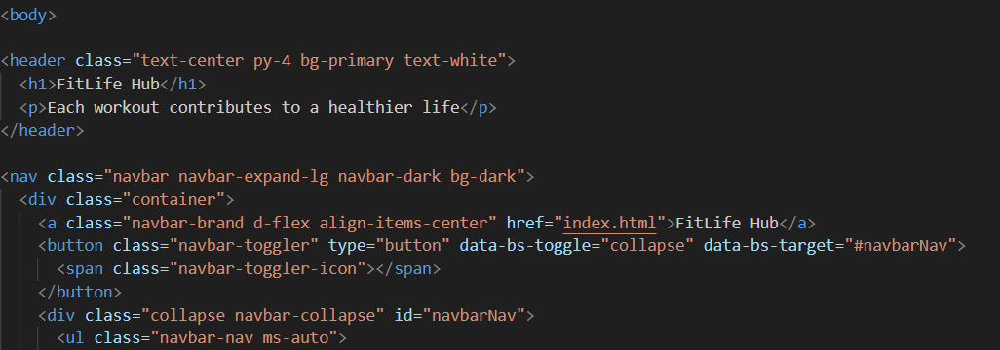 <body>
<header class="text-center py-4 bg-primary text-white">
<h1>FitLife Hub</h1>
<p>Each workout contributes to a healthier life</p>
</header>
<nav class="navbar navbar-expand-lg navbar-dark bg-dark">
<div class="container">
<a class="navbar-brand d-flex align-items-center" href="index.html">FitLife Hub</a>
<button class="navbar-toggler" type="button" data-bs-toggle="collapse" data-bs-target="#navbarNav">
<span class="navbar-toggler-icon"></span>
</button>
<div class="collapse navbar-collapse" id="navbarNav">
<ul class="navbar-nav ms-auto">